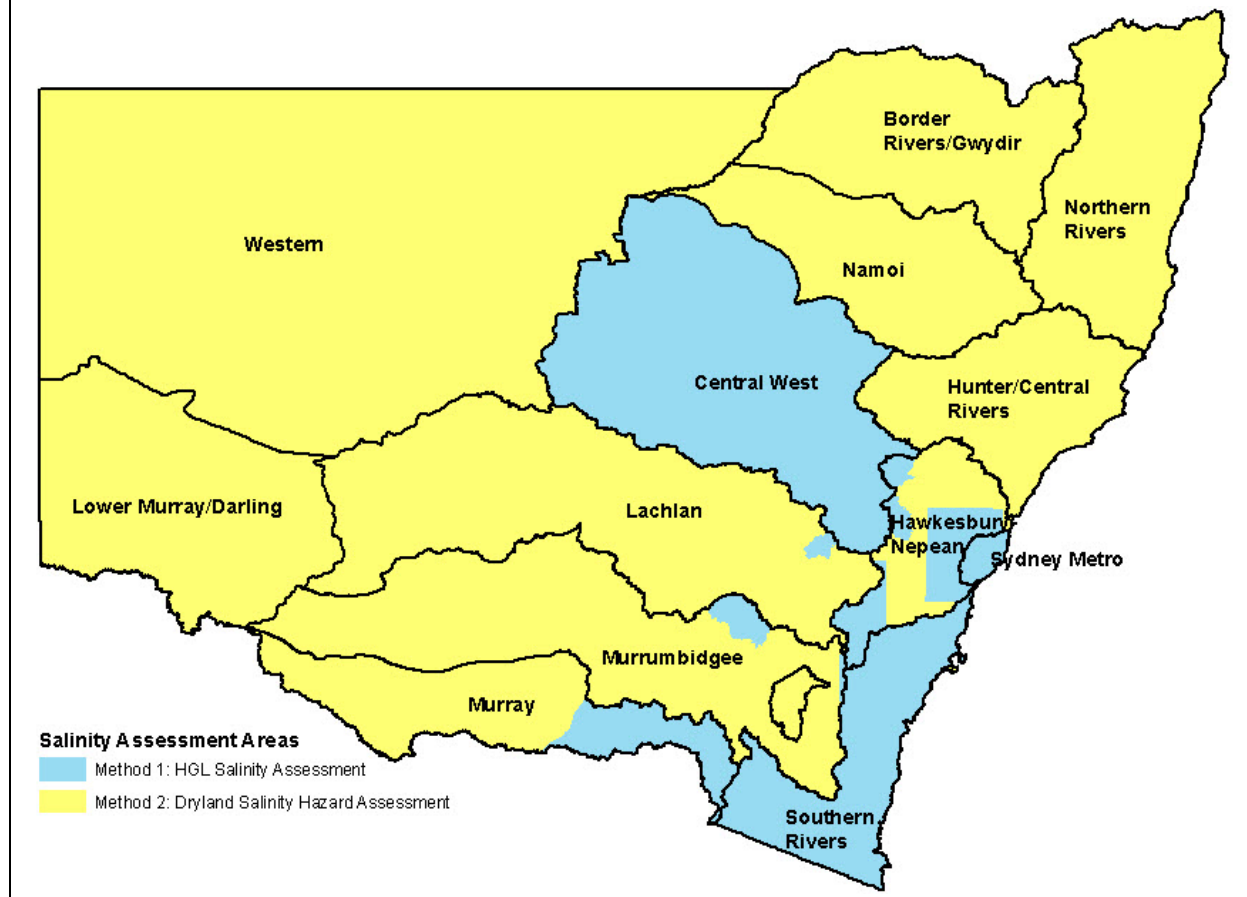 Border
Rivers/Gwydir
Northern
Rivers
Western
Namoi
Central West
Hunter/Central
Rivers
Lower Murray/Darling
Lachlan
Hawkesbury
Nepean
Sydney Metro
Murrumbidgee
Murray
Salinity Assessment Areas
Method 1: HGL Salinity Assessment
Method 2: Dryland Salinity Hazard Assessment
Southern
Rivers